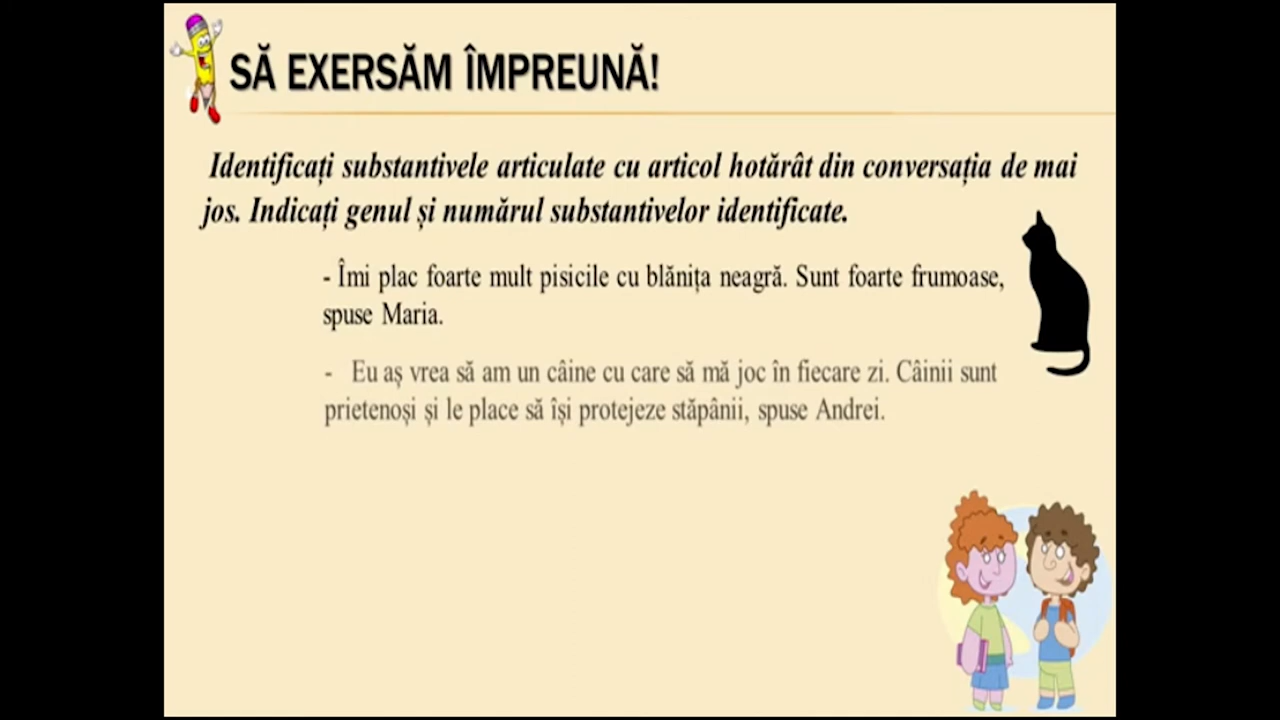 SĂ EXERSĂM ÎMPREUNĂ!
Identificați substantivele articulate cu articol hotărât din conversația de mai
jos. Indicați genul și numărul substantivelor identificate.
- Îmi plac foarte mult pisicile cu blănița neagră. Sunt foarte frumoase,
spuse Maria.
- Eu aș vrea să am un câine cu care să mă joc în fiecare zi. Câinii sunt
prietenoși și le place să își protejeze stăpânii, spuse Andrei.